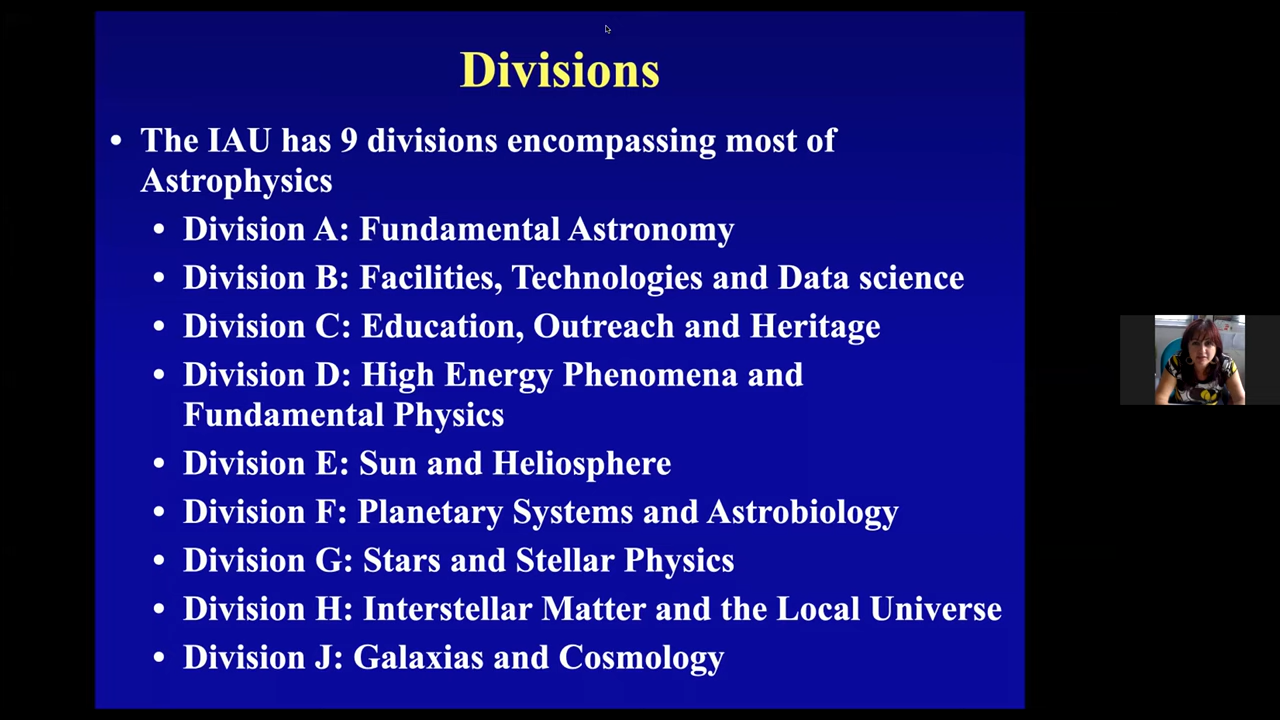 Divisions
• The IAU has 9 divisions encompassing most of
Astrophysics
• Division A: Fundamental Astronomy
• Division B: Facilities, Technologies and Data science
• Division C: Education, Outreach and Heritage
• Division D: High Energy Phenomena and
Fundamental Physics
• Division E: Sun and Heliosphere
• Division F: Planetary Systems and Astrobiology
• Division G: Stars and Stellar Physics
• Division H: Interstellar Matter and the Local Universe
• Division J: Galaxias and Cosmology